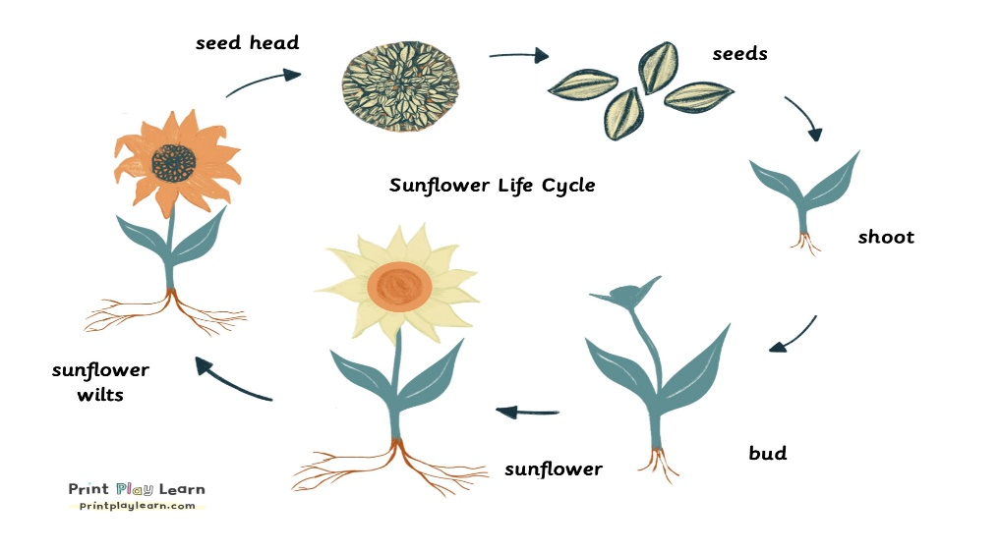 seed head
seeds
Sunflower Life Cycle
shoot
sunflower
wilts
bud
sunflower
Print Play Learn
printplaylearn.com